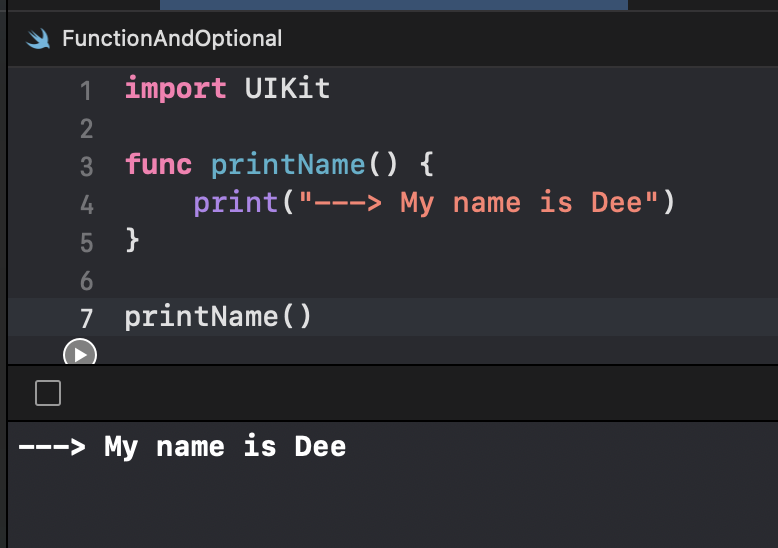 FunctionAndOptional
1 import UIKit
2
3 func printName() {
4     print("---> My name is Dee")
5 }
6
7 printName()
---> My name is Dee